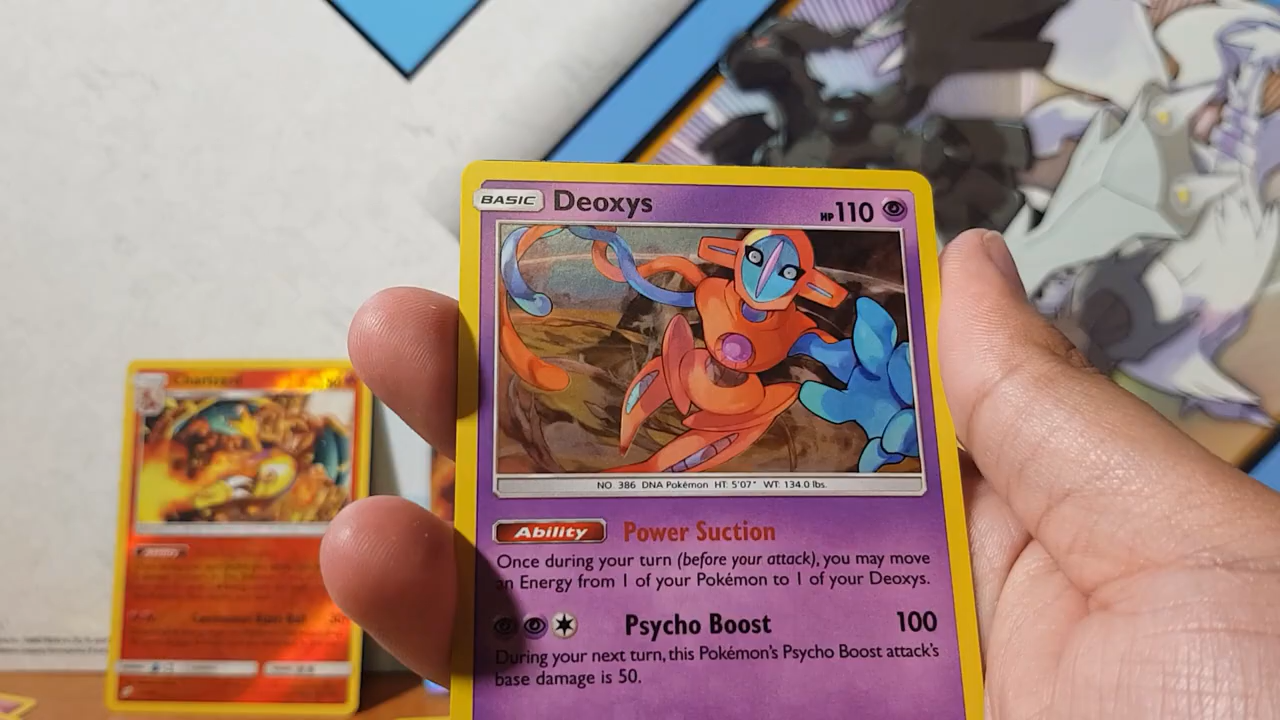 BASIC Deoxys HP 110
NO. 386 DNA Pokémon HT: 5'07" WT: 134.0 lbs.
Ability Power Suction
Once during your turn (before your attack), you may move
an Energy from 1 of your Pokémon to 1 of your Deoxys.
Psycho Boost 100
During your next turn, this Pokémon's Psycho Boost attack's
base damage is 50.
Charizard
Ability